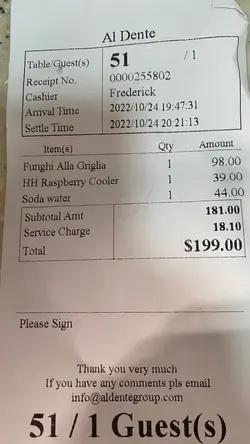 Al Dente
Table/Guest(s) 51 / 1
Receipt No. 0000255802
Cashier Frederick
Arrival Time 2022/10/24 19:47:31
Settle Time 2022/10/24 20:21:13
Item(s) Qty Amount
Funghi Alla Griglia 1 98.00
HH Raspberry Cooler 1 39.00
Soda water 1 44.00
Subtotal Amt 181.00
Service Charge 18.10
Total $199.00
Please Sign
Thank you very much
If you have any comments pls email
info@aldentegroup.com
51 / 1 Guest(s)